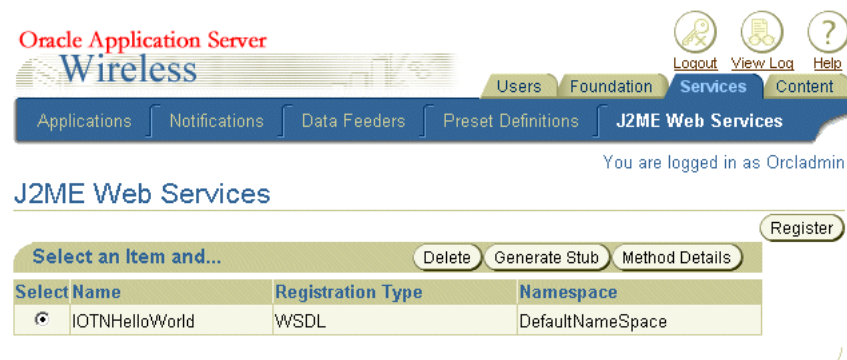 Oracle Application Server
Wireless
Logout View Log Help
Users Foundation Services Content
Applications Notifications Data Feeders Preset Definitions J2ME Web Services
You are logged in as Orcladmin
J2ME Web Services
Register
Select an Item and... Delete Generate Stub Method Details
Select Name Registration Type Namespace
IOTNHelloWorld WSDL DefaultNameSpace